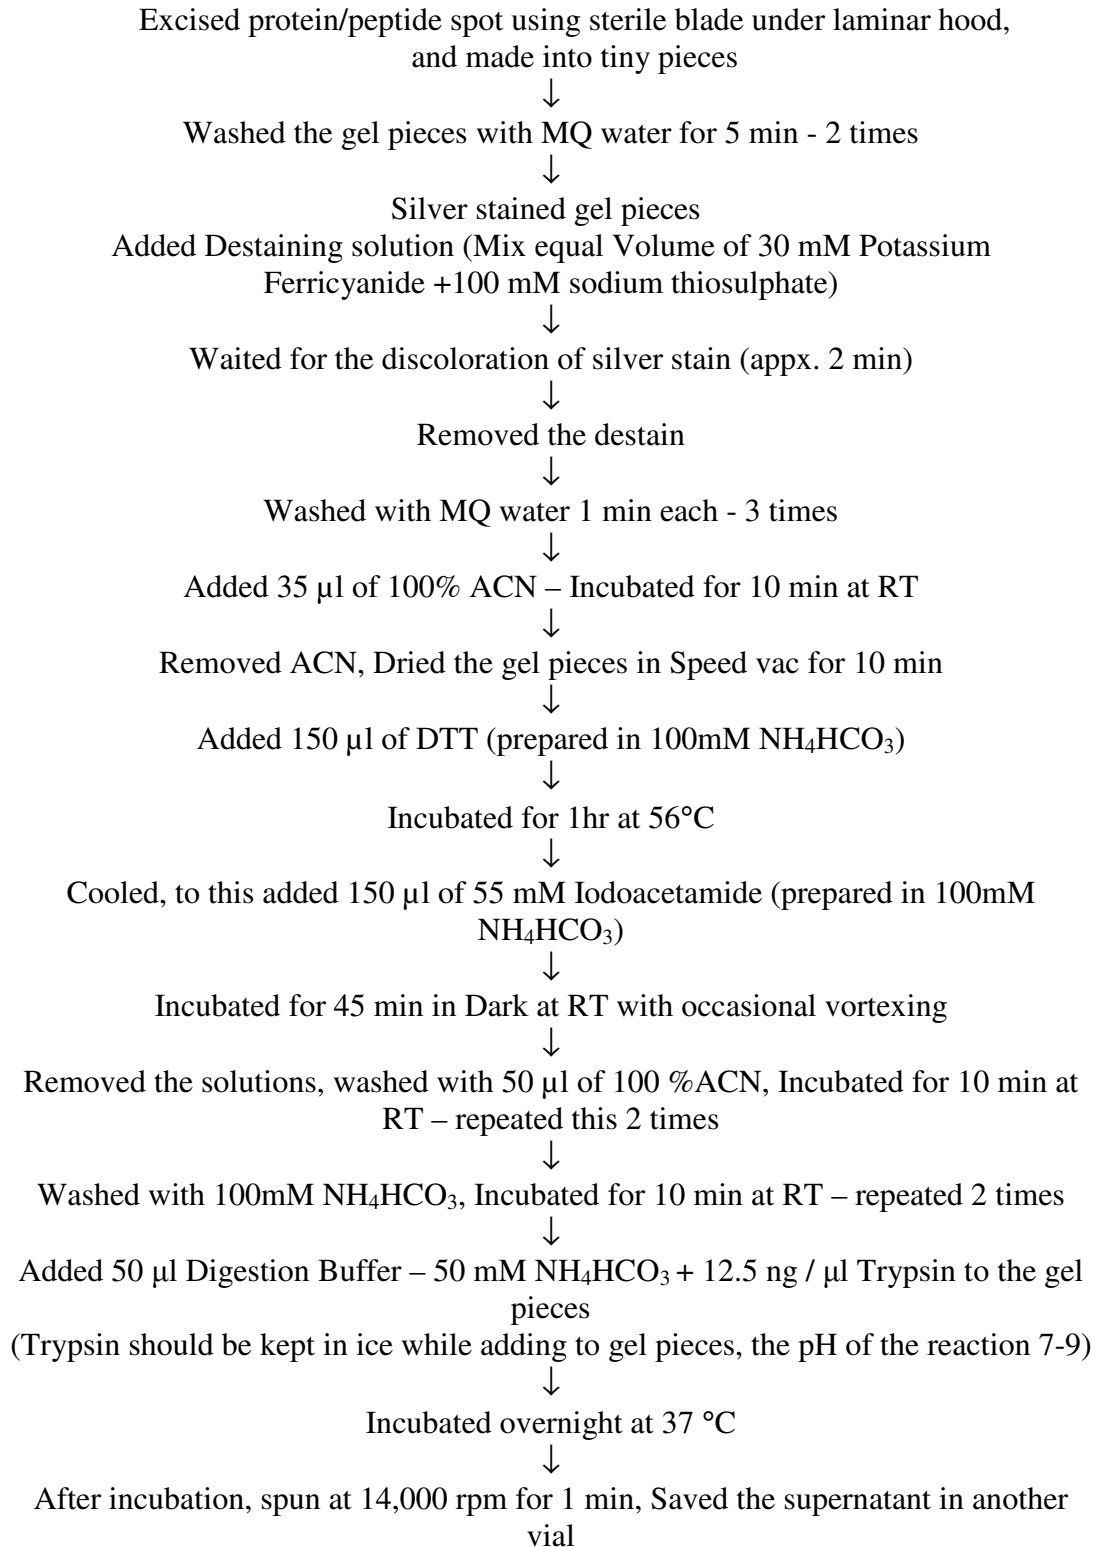 Excised protein/peptide spot using sterile blade under laminar hood,
and made into tiny pieces
↓
Washed the gel pieces with MQ water for 5 min - 2 times
↓
Silver stained gel pieces
Added Destaining solution (Mix equal Volume of 30 mM Potassium
Ferricyanide +100 mM sodium thiosulphate)
↓
Waited for the discoloration of silver stain (appx. 2 min)
↓
Removed the destain
↓
Washed with MQ water 1 min each - 3 times
↓
Added 35 µl of 100% ACN – Incubated for 10 min at RT
↓
Removed ACN, Dried the gel pieces in Speed vac for 10 min
↓
Added 150 µl of DTT (prepared in 100mM NH₄HCO₃)
↓
Incubated for 1hr at 56°C
↓
Cooled, to this added 150 µl of 55 mM Iodoacetamide (prepared in 100mM
NH₄HCO₃)
↓
Incubated for 45 min in Dark at RT with occasional vortexing
↓
Removed the solutions, washed with 50 µl of 100 %ACN, Incubated for 10 min at
RT – repeated this 2 times
↓
Washed with 100mM NH₄HCO₃, Incubated for 10 min at RT – repeated 2 times
↓
Added 50 µl Digestion Buffer – 50 mM NH₄HCO₃ + 12.5 ng / µl Trypsin to the gel
pieces
(Trypsin should be kept in ice while adding to gel pieces, the pH of the reaction 7-9)
↓
Incubated overnight at 37 °C
↓
After incubation, spun at 14,000 rpm for 1 min, Saved the supernatant in another
vial